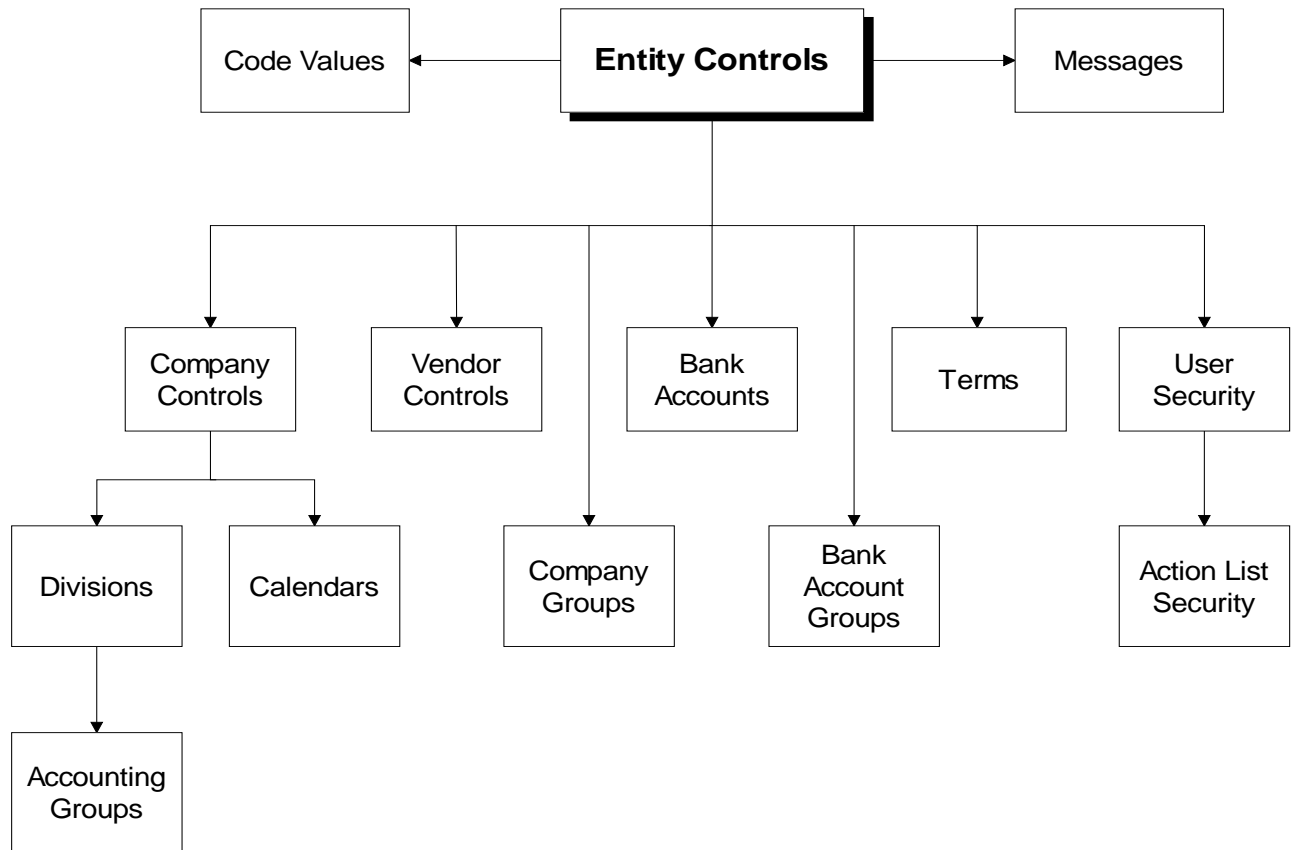 Code Values
Entity Controls
Messages
Company
Controls
Vendor
Controls
Bank
Accounts
Terms
User
Security
Divisions
Calendars
Company
Groups
Bank
Account
Groups
Action List
Security
Accounting
Groups